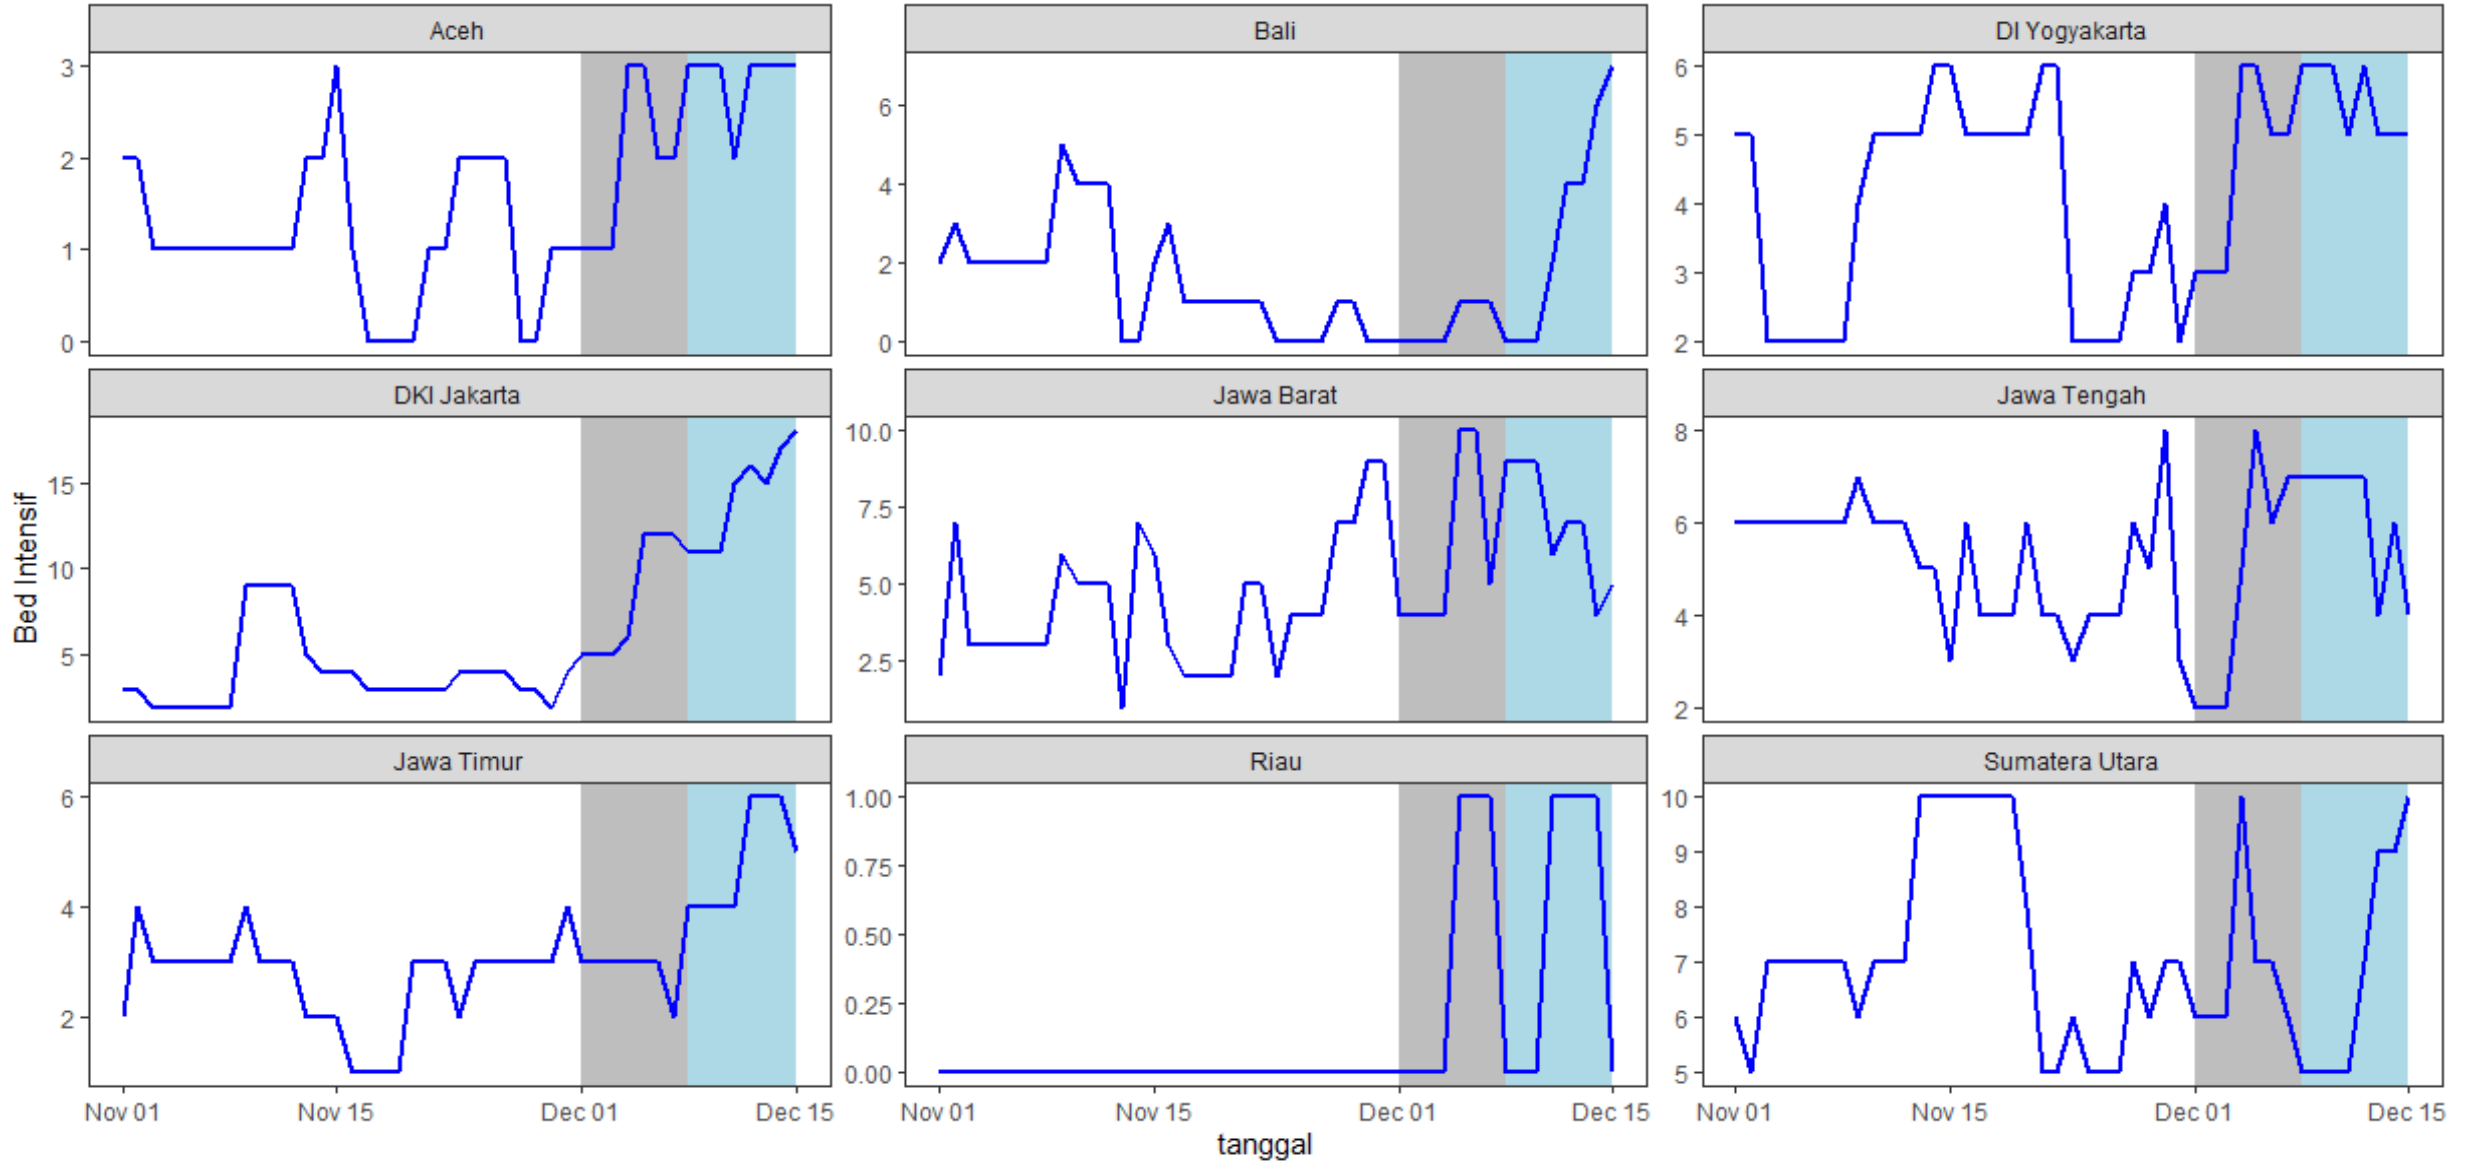 Aceh
Bali
DI Yogyakarta
3
2
1
0
6
4
2
0
6
5
4
3
2
DKI Jakarta
Jawa Barat
Jawa Tengah
Bed Intensif
15
10
5
10.0
7.5
5.0
2.5
8
6
4
2
Jawa Timur
Riau
Sumatera Utara
6
4
2
1.00
0.75
0.50
0.25
0.00
10
9
8
7
6
5
Nov 01 Nov 15 Dec 01 Dec 15
Nov 01 Nov 15 Dec 01 Dec 15
Nov 01 Nov 15 Dec 01 Dec 15
tanggal